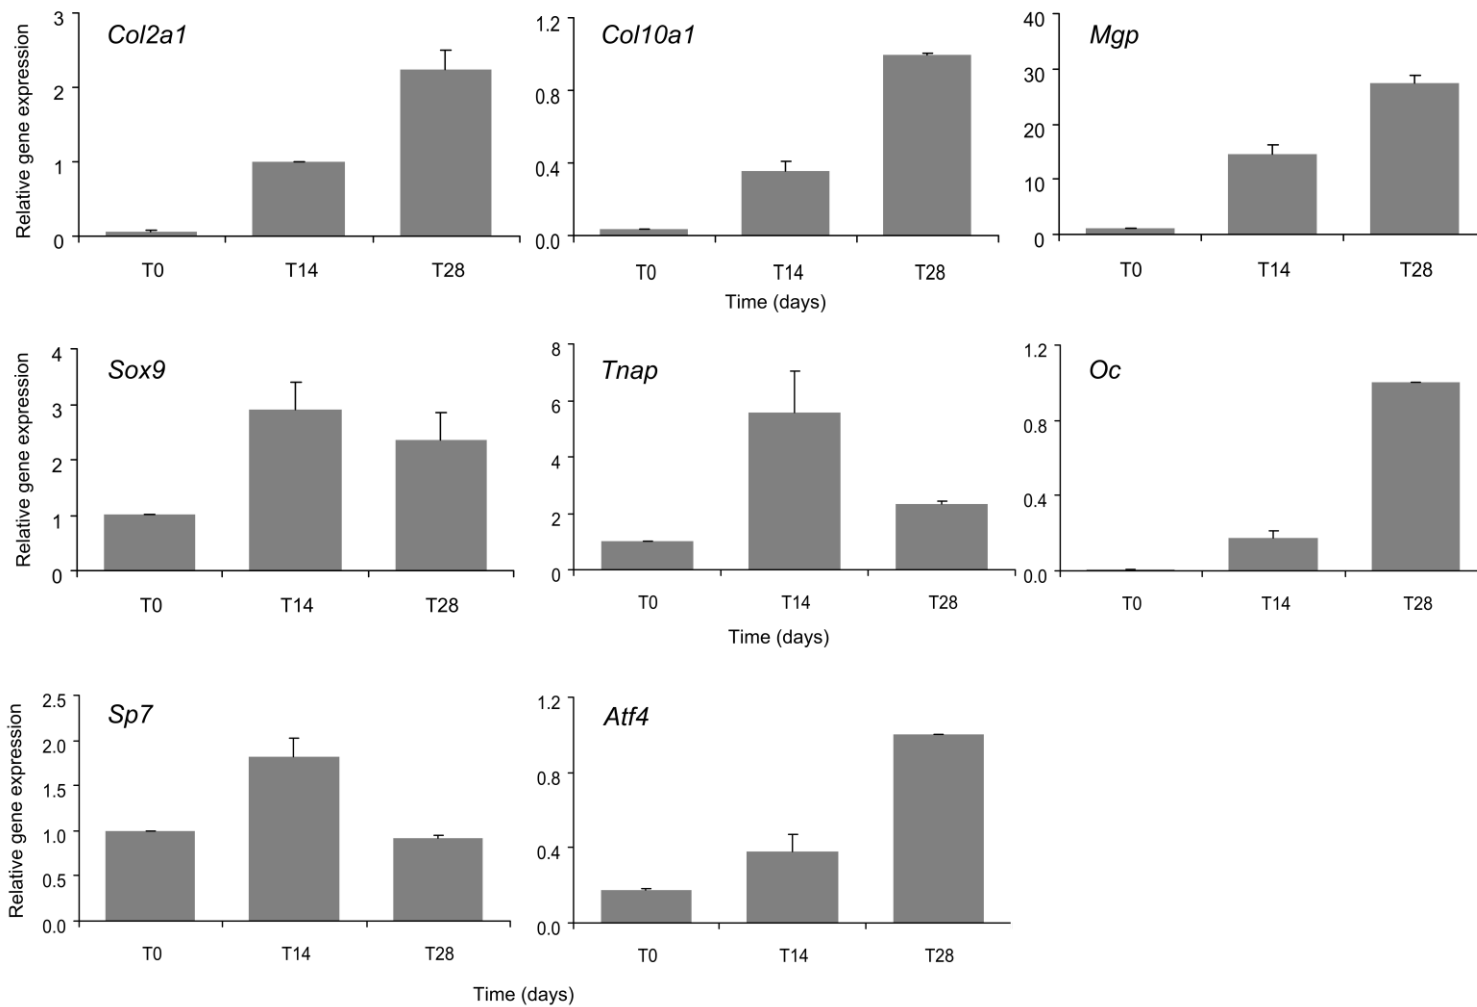 Relative gene expression
Col2a1
3
2
1
0
T0 T14 T28
Col10a1
1.2
0.8
0.4
0.0
T0 T14 T28
Mgp
40
30
20
10
0
T0 T14 T28
Time (days)
Relative gene expression
Sox9
4
3
2
1
0
T0 T14 T28
Tnap
8
6
4
2
0
T0 T14 T28
Oc
1.2
0.8
0.4
0.0
T0 T14 T28
Time (days)
Relative gene expression
Sp7
2.5
2.0
1.5
1.0
0.5
0.0
T0 T14 T28
Atf4
1.2
0.8
0.4
0.0
T0 T14 T28
Time (days)